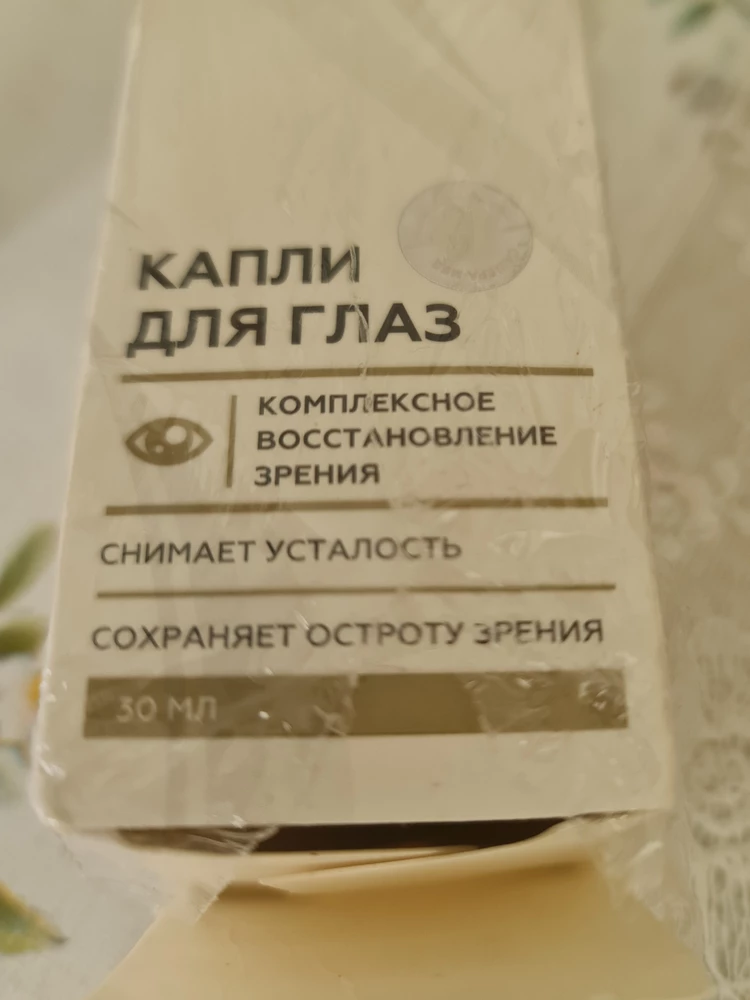 КАПЛИ
ДЛЯ ГЛАЗ
КОМПЛЕКСНОЕ
ВОССТАНОВЛЕНИЕ
ЗРЕНИЯ
СНИМАЕТ УСТАЛОСТЬ
СОХРАНЯЕТ ОСТРОТУ ЗРЕНИЯ
30 МЛ